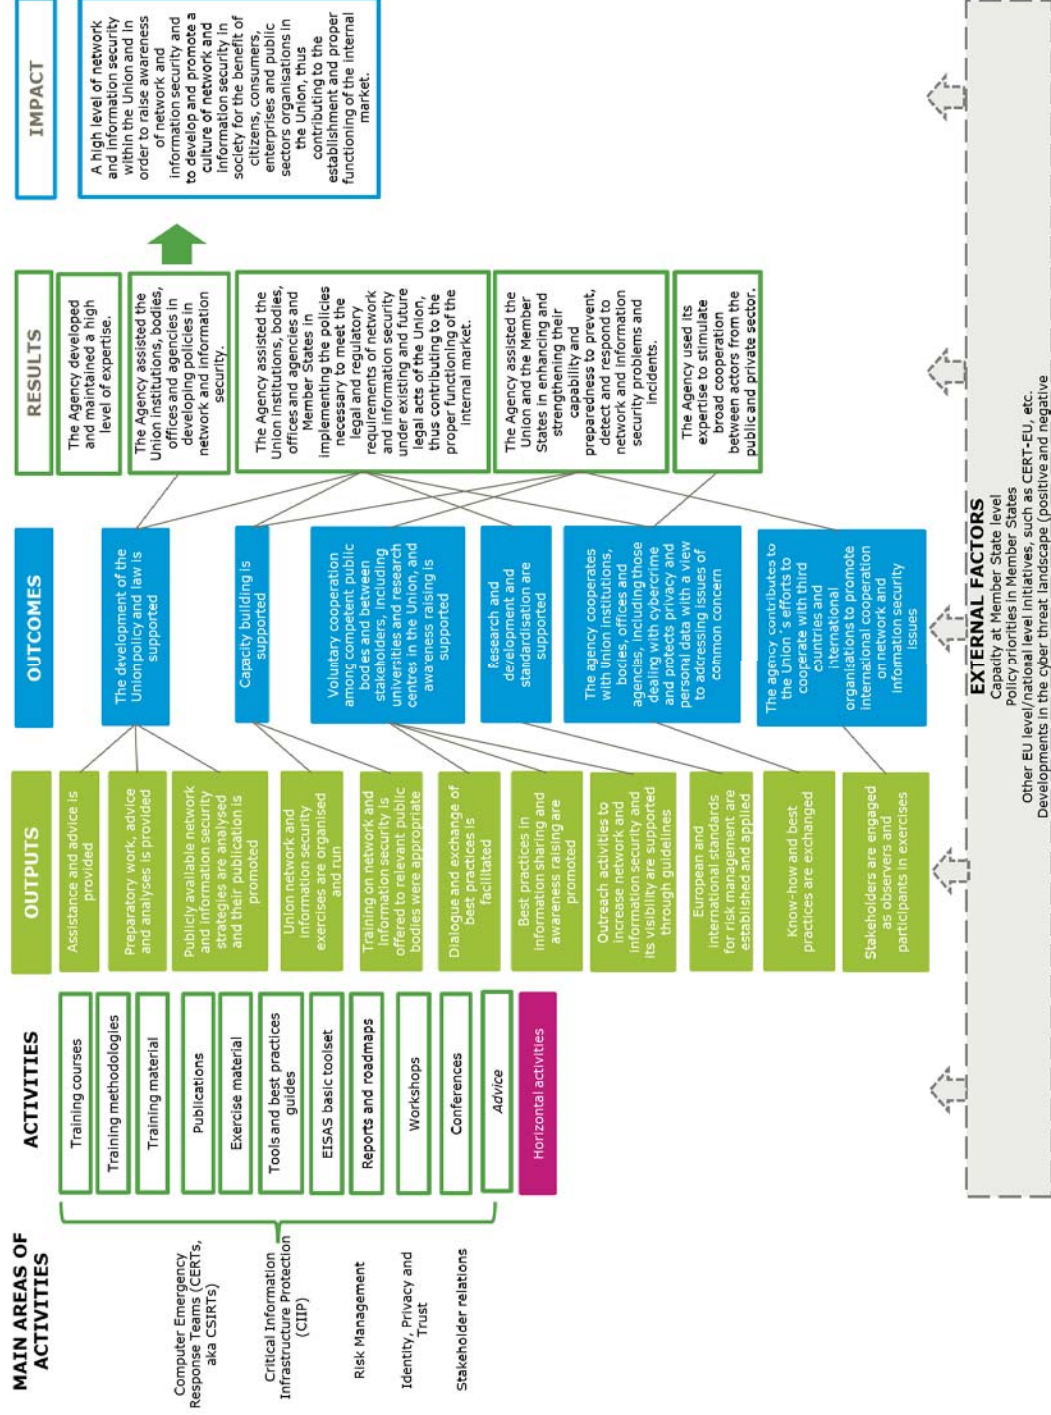 MAIN AREAS OF
ACTIVITIES
Computer Emergency
Response Teams (CERTs,
aka CSIRTs)
Critical Information
Infrastructure Protection
(CIIP)
Risk Management
Identity, Privacy and
Trust
Stakeholder relations
ACTIVITIES
Training courses
Training methodologies
Training material
Publications
Exercise material
Tools and best practices
guides
EISAS basic toolset
Reports and roadmaps
Workshops
Conferences
Advice
Horizontal activities
OUTPUTS
Assistance and advice is
provided
Preparatory work, advice
and analyses is provided
Publicly available network
and information security
strategies are analysed
and their publication is
promoted
Union network and
information security
exercises are organised
and run
Training on network and
Information security is
offered to relevant public
bodies were appropriate
Dialogue and exchange of
best practices is
facilitated
Best practices in
information sharing and
awareness raising are
promoted
Outreach activities to
increase network and
information security and
its visibility are supported
through guidelines
European and
international standards
for risk management are
established and applied
Know-how and best
practices are exchanged
Stakeholders are engaged
as observers and
participants in exercises
OUTCOMES
The development of the
Unionpolicy and law is
supported
Capacity building is
supported
Voluntary cooperation
among competent public
bodies and between
stakeholders, including
universities and research
centres in the Union, and
awareness raising is
supported
Research and
development and
standardisation are
supported
The agency cooperates
with Union institutions,
bodies, offices and
agencies, including those
dealing with cybercrime
and protects privacy and
personal data with a view
to addressing issues of
common concern
The agency contributes to
the Union´s efforts to
cooperate with third
countries and
international
organisations to promote
international cooperation
on network and
Information security
issues
RESULTS
The Agency developed
and maintained a high
level of expertise.
The Agency assisted the
Union institutions, bodies,
offices and agencies in
developing policies in
network and information
security.
The Agency assisted the
Union institutions, bodies,
offices and agencies and
Member States in
implementing the policies
necessary to meet the
legal and regulatory
requirements of network
and information security
under existing and future
legal acts of the Union,
thus contributing to the
proper functioning of the
internal market.
The Agency assisted the
Union and the Member
States in enhancing and
strengthening their
capability and
preparedness to prevent,
detect and respond to
network and information
security problems and
incidents.
The Agency used its
expertise to stimulate
broad cooperation
between actors from the
public and private sector.
IMPACT
A high level of network
and information security
within the Union and in
order to raise awareness
of network and
information security and
to develop and promote a
culture of network and
information security in
society for the benefit of
citizens, consumers,
enterprises and public
sectors organisations in
the Union, thus
contributing to the
establishment and proper
functioning of the internal
market.
EXTERNAL FACTORS
Capacity at Member State level
Policy priorities in Member States
Other EU level/national level initiatives, such as CERT-EU, etc.
Developments in the cyber threat landscape (positive and negative